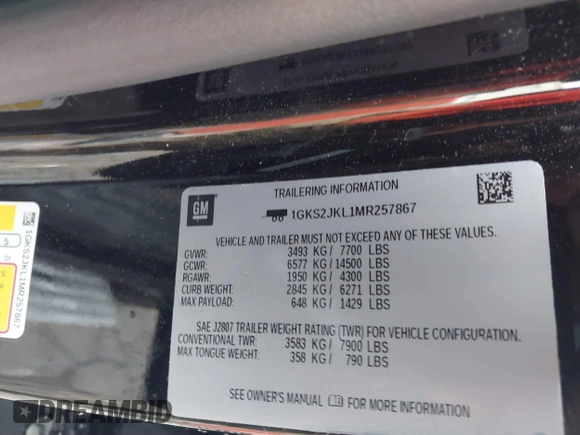 TRAILERING INFORMATION
GM
1GKS2JKL1MR257867
VEHICLE AND TRAILER MUST NOT EXCEED ANY OF THESE VALUES.
GVWR: 3493 KG/ 7700 LBS
GCWR: 6577 KG/ 14500 LBS
RGAWR: 1950 KG/ 4300 LBS
CURB WEIGHT: 2845 KG/ 6271 LBS
MAX PAYLOAD: 648 KG/ 1429 LBS
SAE J2807 TRAILER WEIGHT RATING (TWR) FOR VEHICLE CONFIGURATION.
CONVENTIONAL TWR: 3583 KG/ 7900 LBS
MAX TONGUE WEIGHT: 358 KG/ 790 LBS
SEE OWNER'S MANUAL FOR MORE INFORMATION
1GKS2JKL1MR257867
5
DREAMBID